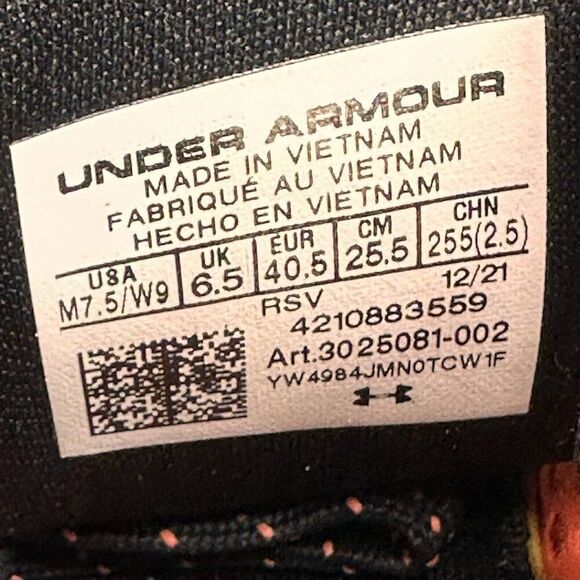 UNDER ARMOUR
MADE IN VIETNAM
FABRIQUÉ AU VIETNAM
HECHO EN VIETNAM
USA UK EUR CM CHN
M7.5/W9 6.5 40.5 25.5 255(2.5)
RSV 12/21
4210883559
Art.3025081-002
YW4984JMN0TCW1F